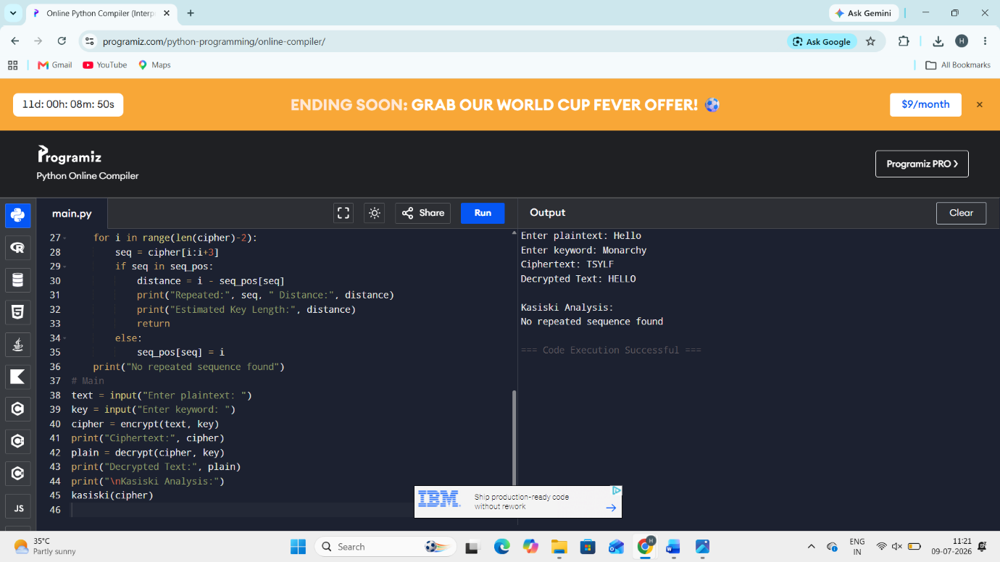 Online Python Compiler (Interp
Ask Gemini
programiz.com/python-programming/online-compiler/
Ask Google
H
Gmail
YouTube
Maps
All Bookmarks
11d: 00h: 08m: 50s
ENDING SOON: GRAB OUR WORLD CUP FEVER OFFER!
$9/month
Programiz
Python Online Compiler
Programiz PRO
main.py
Share
Run
Output
Clear
27     for i in range(len(cipher)-2):
28         seq = cipher[i:i+3]
29         if seq in seq_pos:
30             distance = i - seq_pos[seq]
31             print("Repeated:", seq, " Distance:", distance)
32             print("Estimated Key Length:", distance)
33             return
34         else:
35             seq_pos[seq] = i
36     print("No repeated sequence found")
37 # Main
38 text = input("Enter plaintext: ")
39 key = input("Enter keyword: ")
40 cipher = encrypt(text, key)
41 print("Ciphertext:", cipher)
42 plain = decrypt(cipher, key)
43 print("Decrypted Text:", plain)
44 print("\nKasiski Analysis:")
45 kasiski(cipher)
46
Enter plaintext: Hello
Enter keyword: Monarchy
Ciphertext: TSYLF
Decrypted Text: HELLO
Kasiski Analysis:
No repeated sequence found
=== Code Execution Successful ===
R
JS
IBM
Ship production-ready code
without rework
35°C
Partly sunny
Search
H
ENG
IN
11:21
09-07-2026